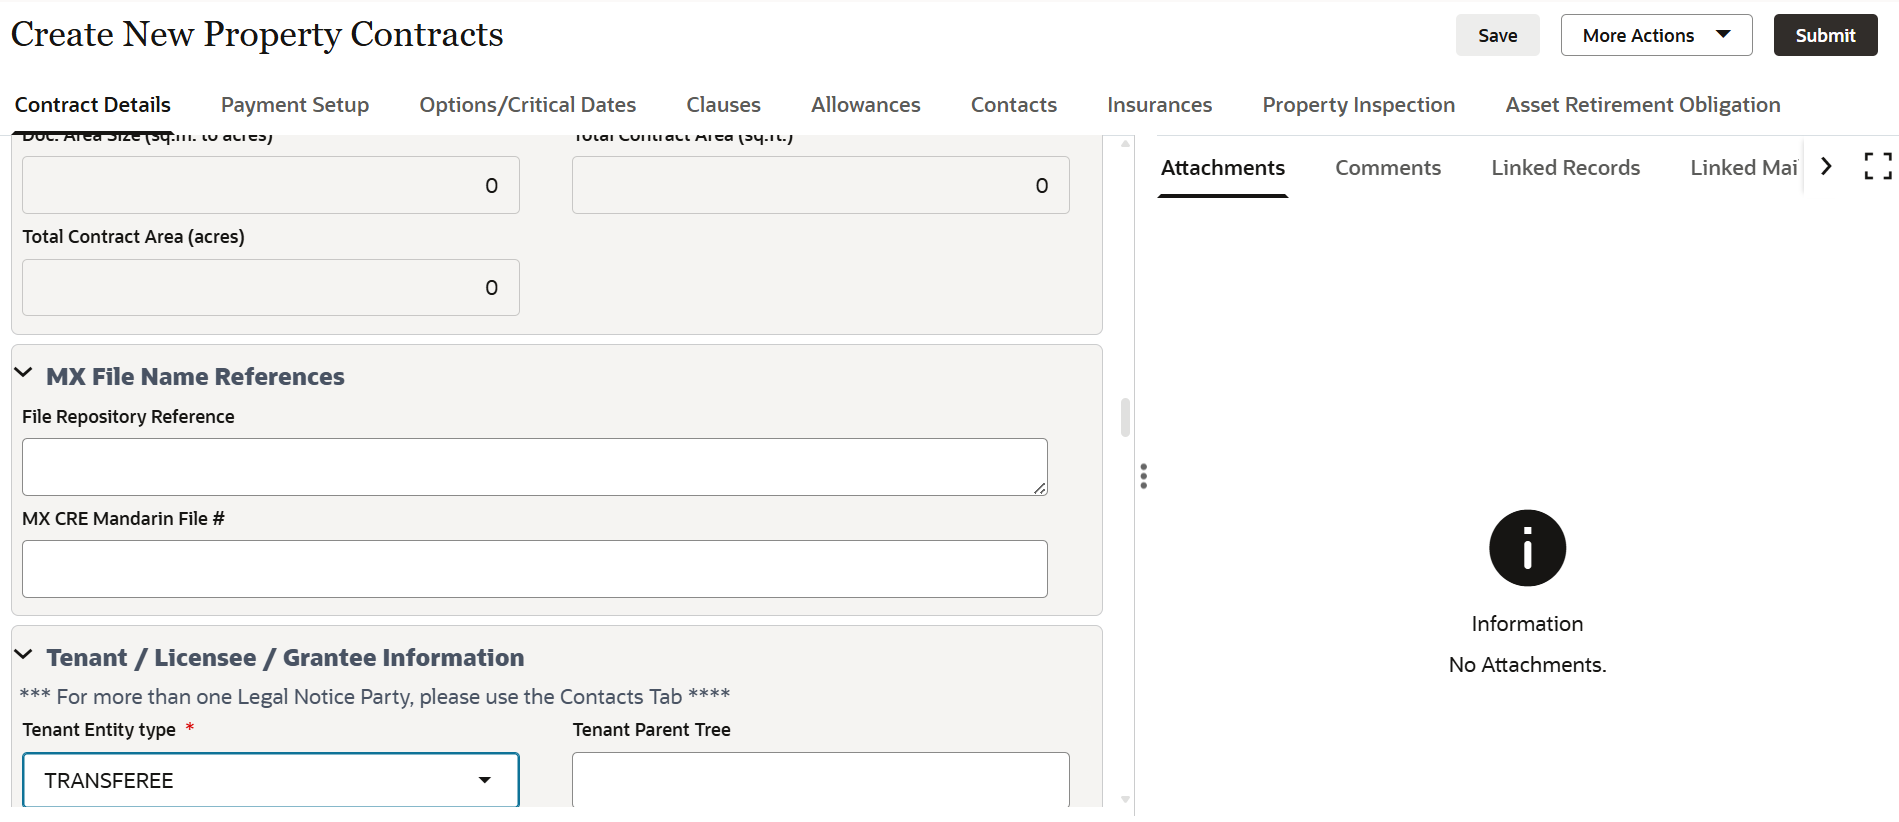 Create New Property Contracts
Save
More Actions
Submit
Contract Details
Payment Setup
Options/Critical Dates
Clauses
Allowances
Contacts
Insurances
Property Inspection
Asset Retirement Obligation
Doc. Area Size (sq.m. to acres)
Total Contract Area (sq.ft.)
0
0
Total Contract Area (acres)
0
MX File Name References
File Repository Reference
MX CRE Mandarin File #
Tenant / Licensee / Grantee Information
*** For more than one Legal Notice Party, please use the Contacts Tab ****
Tenant Entity type *
Tenant Parent Tree
TRANSFEREE
Attachments
Comments
Linked Records
Linked Mai
Information
No Attachments.